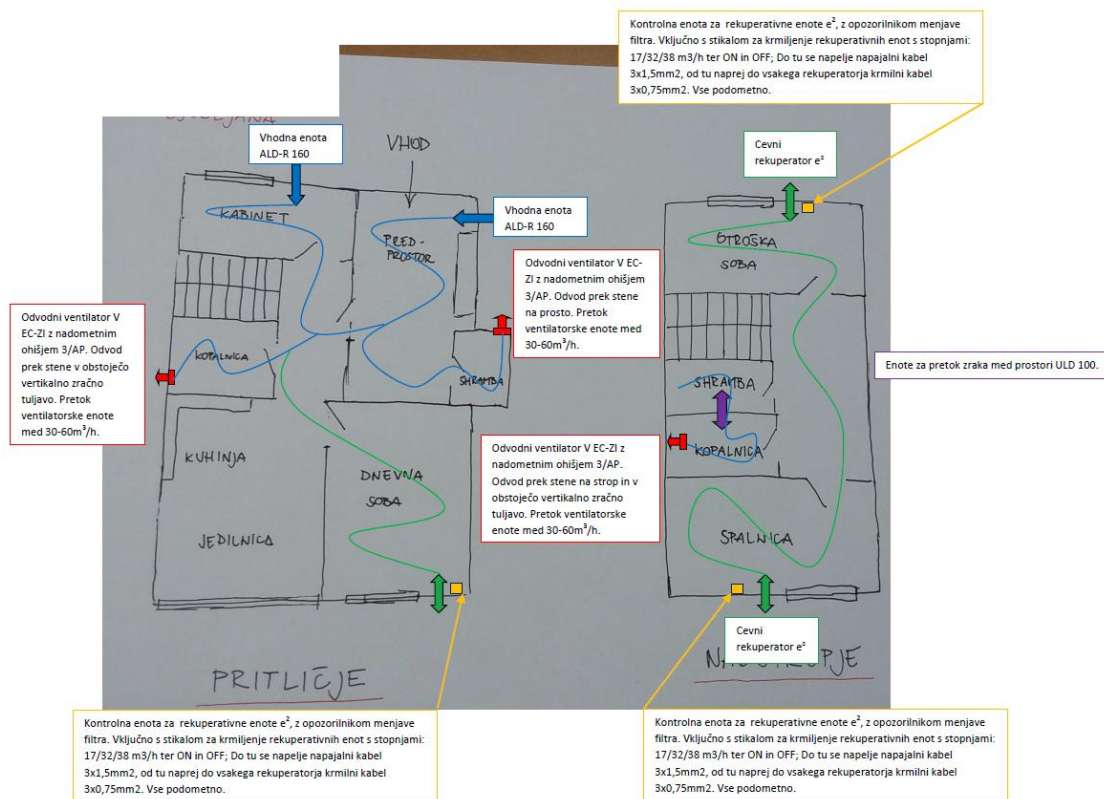 Kontrolna enota za rekuperativne enote e², z opozorilnikom menjave
filtra. Vključno s stikalom za krmiljenje rekuperativnih enot s stopnjami:
17/32/38 m3/h ter ON in OFF; Do tu se napelje napajalni kabel
3x1,5mm2, od tu naprej do vsakega rekuperatorja krmilni kabel
3x0,75mm2. Vse podometno.
Vhodna enota
ALD-R 160
VHOD
Cevni
rekuperator e²
KABINET
Vhodna enota
ALD-R 160
PRED-
PROSTOR
OTROŠKA
SOBA
Odvodni ventilator V EC-
ZI z nadometnim ohišjem
3/AP. Odvod prek stene
na prosto. Pretok
ventilatorske enote med
30-60m³/h.
Odvodni ventilator V
EC-ZI z nadometnim
ohišjem 3/AP. Odvod
prek stene v obstoječo
vertikalno zračno
tuljavo. Pretok
ventilatorske enote
med 30-60m³/h.
KOPALNICA
SHRAMBA
Enote za pretok zraka med prostori ULD 100.
SHRAMBA
KOPALNICA
Odvodni ventilator V EC-ZI z
nadometnim ohišjem 3/AP.
Odvod prek stene na strop in v
obstoječo vertikalno zračno
tuljavo. Pretok ventilatorske
enote med 30-60m³/h.
KUHINJA
DNEVNA
SOBA
JEDILNICA
SPALNICA
Cevni
rekuperator e²
PRITLIČJE
Kontrolna enota za rekuperativne enote e², z opozorilnikom menjave
filtra. Vključno s stikalom za krmiljenje rekuperativnih enot s stopnjami:
17/32/38 m3/h ter ON in OFF; Do tu se napelje napajalni kabel
3x1,5mm2, od tu naprej do vsakega rekuperatorja krmilni kabel
3x0,75mm2. Vse podometno.
Kontrolna enota za rekuperativne enote e², z opozorilnikom menjave
filtra. Vključno s stikalom za krmiljenje rekuperativnih enot s stopnjami:
17/32/38 m3/h ter ON in OFF; Do tu se napelje napajalni kabel
3x1,5mm2, od tu naprej do vsakega rekuperatorja krmilni kabel
3x0,75mm2. Vse podometno.